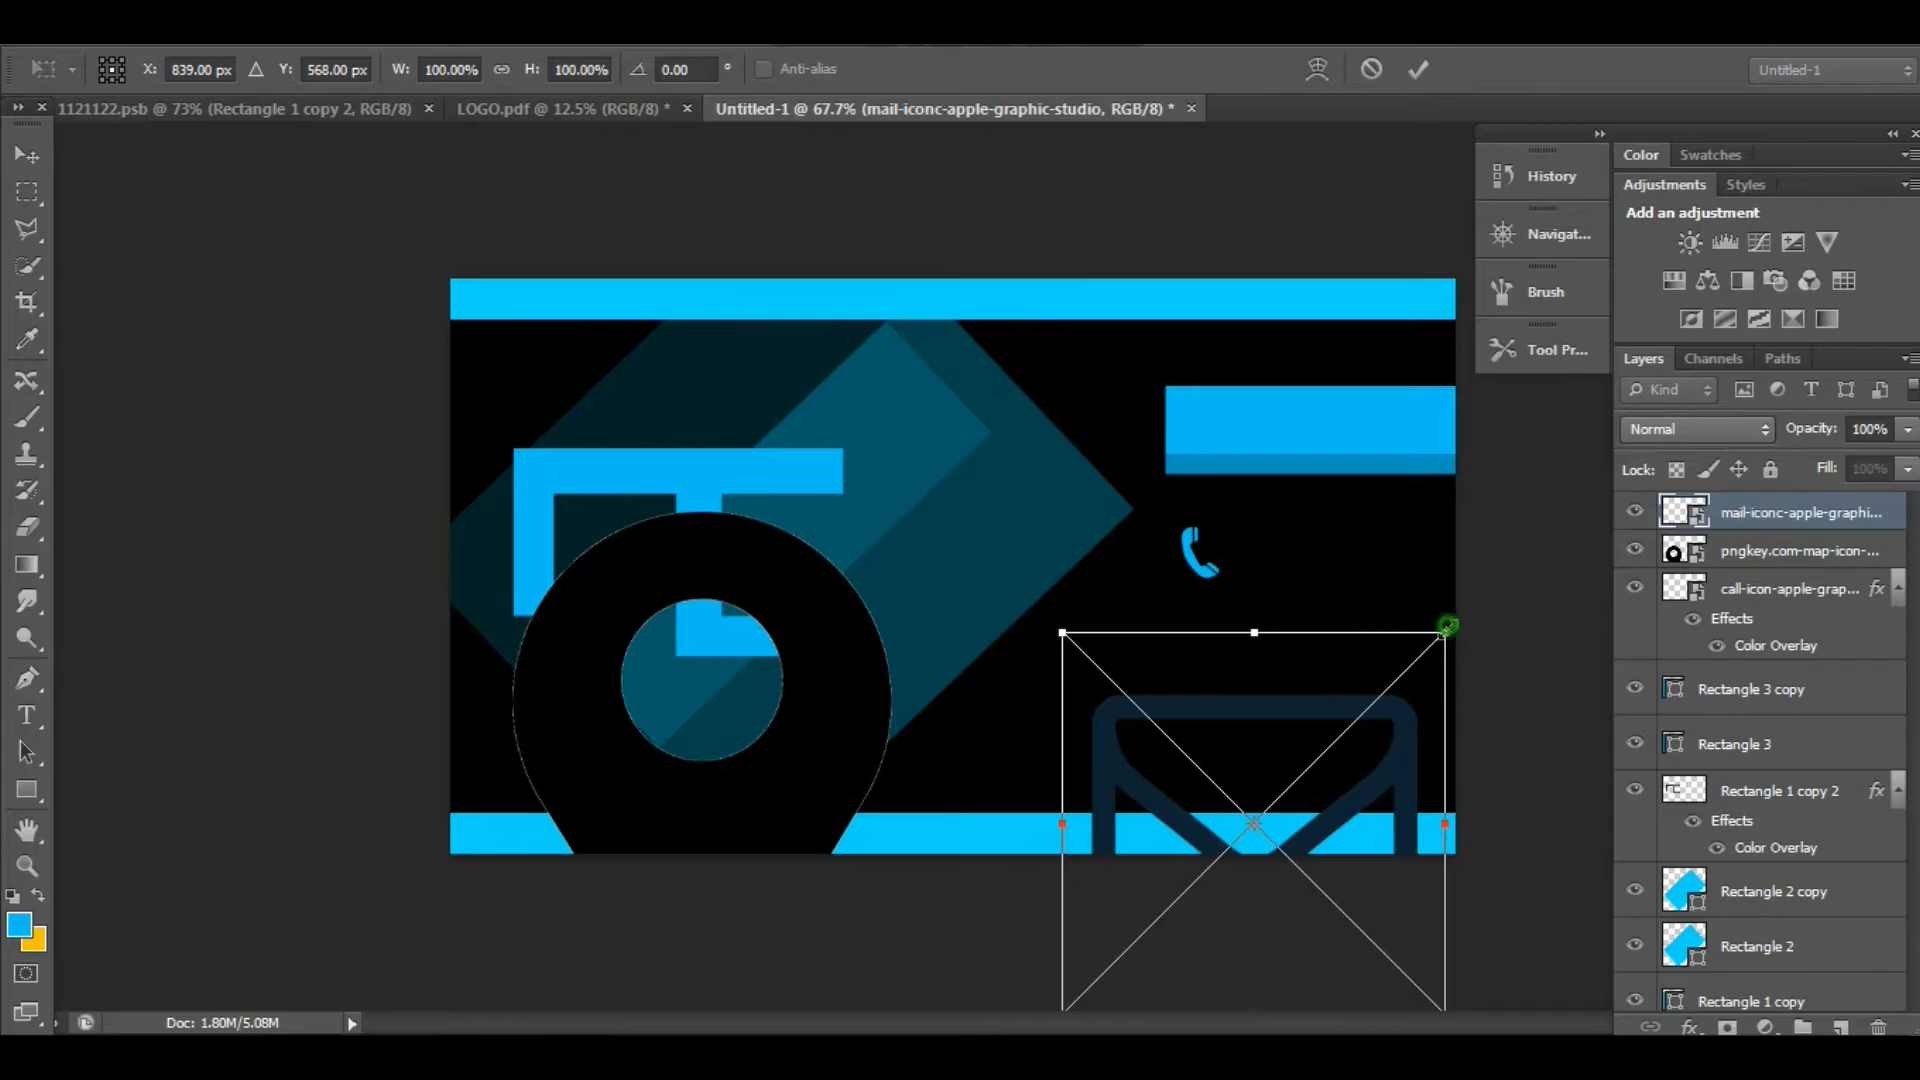 X: 839.00 px Y: 568.00 px W: 100.00% H: 100.00% 0.00 ° Anti-alias Untitled-1
1121122.psb @ 73% (Rectangle 1 copy 2, RGB/8) × LOGO.pdf @ 12.5% (RGB/8) * × Untitled-1 @ 67.7% (mail-iconc-apple-graphic-studio, RGB/8) * ×
History
Navigat...
Brush
Tool Pr...
Color Swatches
Adjustments Styles
Add an adjustment
Layers Channels Paths
Kind
Normal Opacity: 100%
Lock: Fill: 100%
mail-iconc-apple-graphi...
pngkey.com-map-icon-...
call-icon-apple-grap... fx
Effects
Color Overlay
Rectangle 3 copy
Rectangle 3
Rectangle 1 copy 2 fx
Effects
Color Overlay
Rectangle 2 copy
Rectangle 2
Rectangle 1 copy
Doc: 1.80M/5.08M